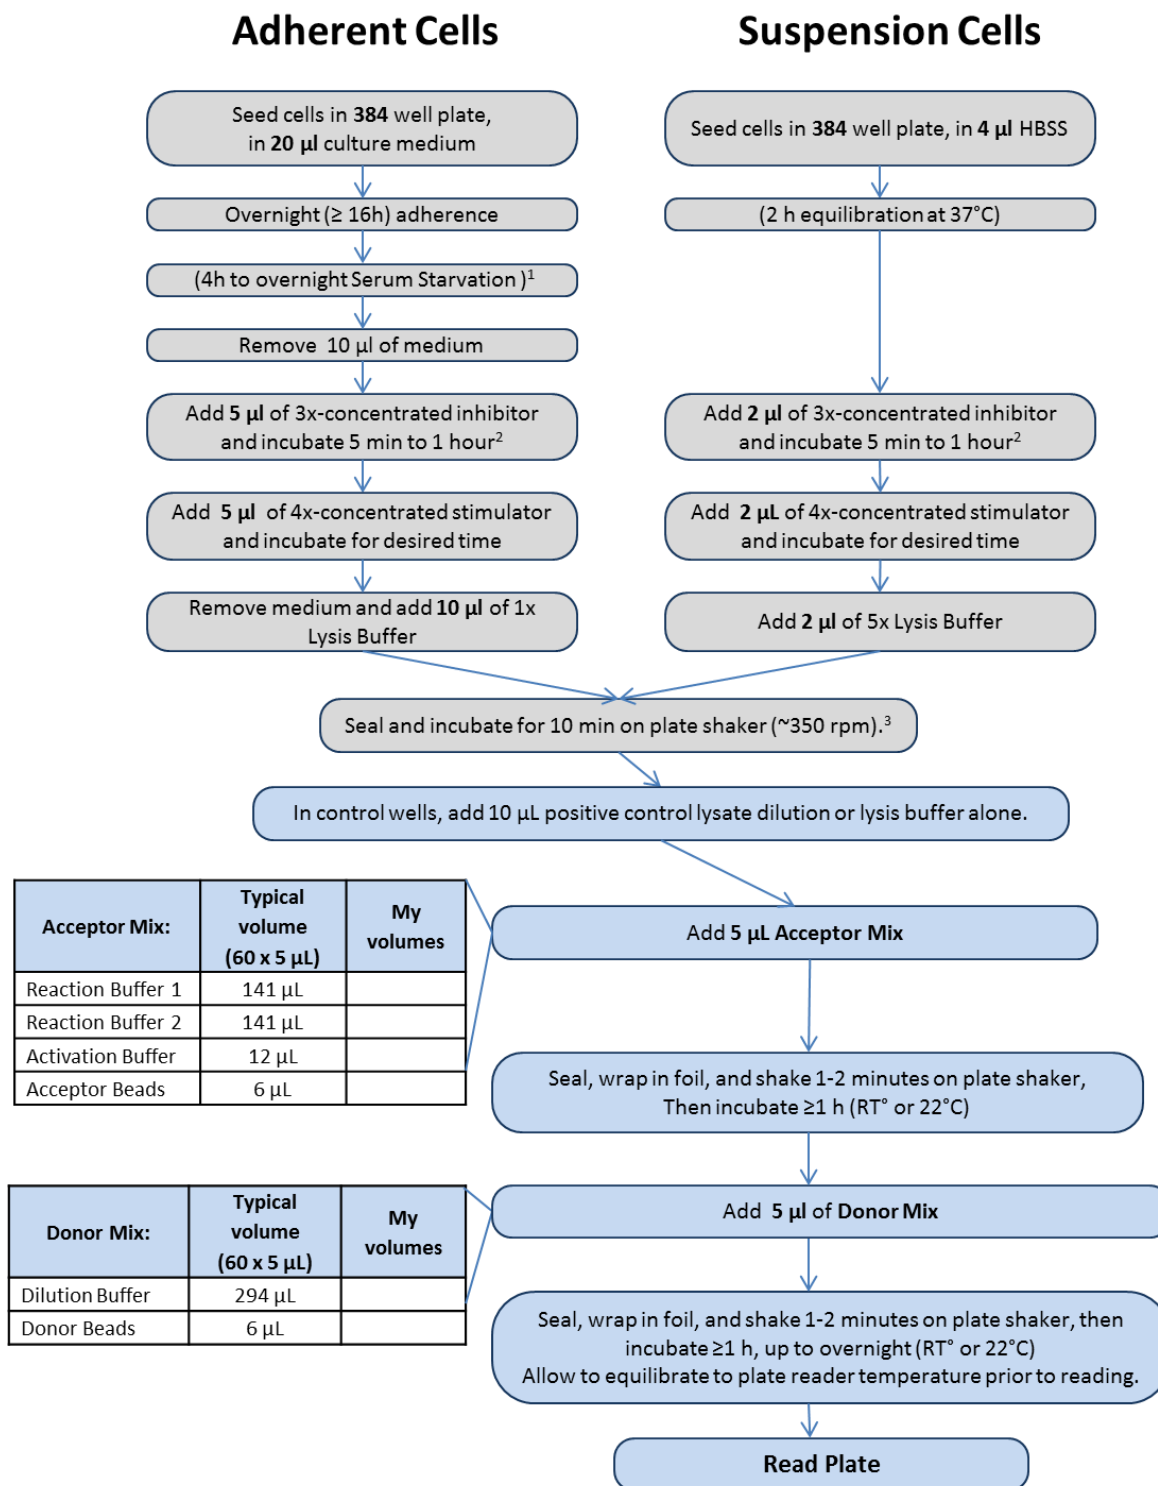 Adherent Cells
Suspension Cells
Seed cells in 384 well plate,
in 20 µl culture medium
Seed cells in 384 well plate, in 4 µl HBSS
Overnight (≥ 16h) adherence
(2 h equilibration at 37°C)
(4h to overnight Serum Starvation )1
Remove 10 µl of medium
Add 5 µl of 3x-concentrated inhibitor
and incubate 5 min to 1 hour2
Add 2 µl of 3x-concentrated inhibitor
and incubate 5 min to 1 hour2
Add 5 µl of 4x-concentrated stimulator
and incubate for desired time
Add 2 µL of 4x-concentrated stimulator
and incubate for desired time
Remove medium and add 10 µl of 1x
Lysis Buffer
Add 2 µl of 5x Lysis Buffer
Seal and incubate for 10 min on plate shaker (~350 rpm).3
In control wells, add 10 µL positive control lysate dilution or lysis buffer alone.
Acceptor Mix:
Typical
volume
(60 x 5 µL)
My
volumes
Reaction Buffer 1
141 µL
Reaction Buffer 2
141 µL
Activation Buffer
12 µL
Acceptor Beads
6 µL
Add 5 µL Acceptor Mix
Seal, wrap in foil, and shake 1-2 minutes on plate shaker,
Then incubate ≥1 h (RT° or 22°C)
Donor Mix:
Typical
volume
(60 x 5 µL)
My
volumes
Dilution Buffer
294 µL
Donor Beads
6 µL
Add 5 µl of Donor Mix
Seal, wrap in foil, and shake 1-2 minutes on plate shaker, then
incubate ≥1 h, up to overnight (RT° or 22°C)
Allow to equilibrate to plate reader temperature prior to reading.
Read Plate